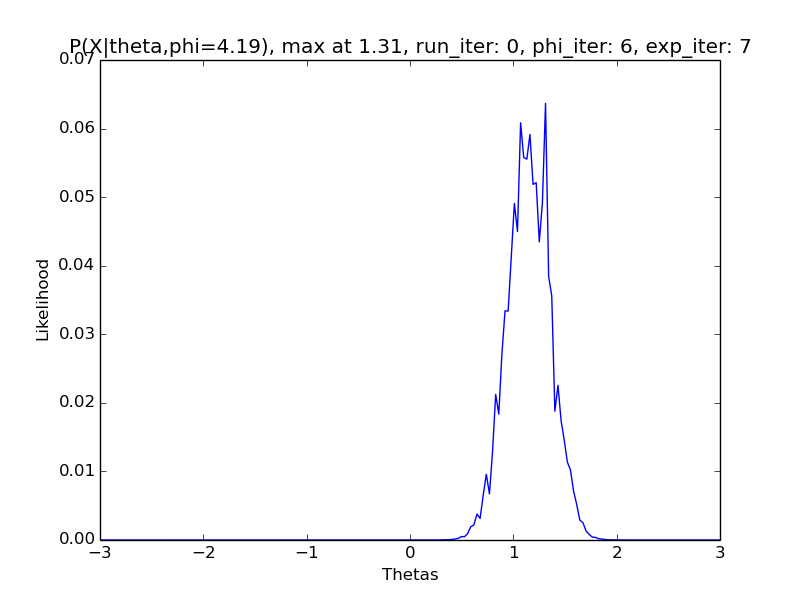 P(X|theta,phi=4.19), max at 1.31, run_iter: 0, phi_iter: 6, exp_iter: 7
0.07
0.06
0.05
0.04
0.03
0.02
0.01
0.00
Likelihood
−3 −2 −1 0 1 2 3
Thetas